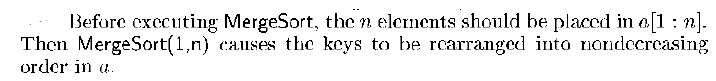 Before executing MergeSort, the n elements should be placed in a[1 : n].
Then MergeSort(1,n) causes the keys to be rearranged into nondecreasing
order in a.